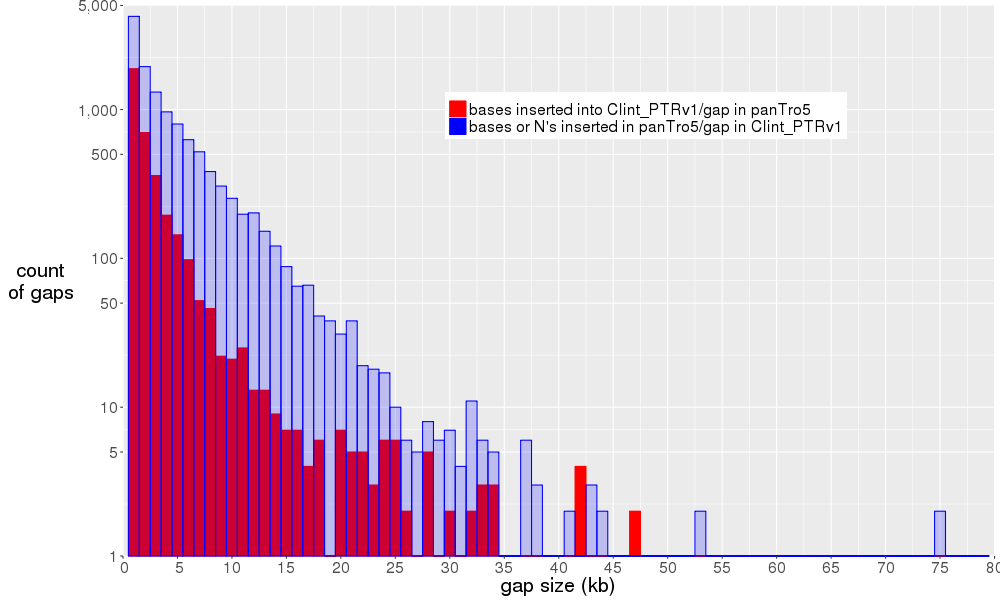 5,000
1,000
500
100
50
10
5
1
count
of gaps
bases inserted into Clint_PTRv1/gap in panTro5
bases or N's inserted in panTro5/gap in Clint_PTRv1
0 5 10 15 20 25 30 35 40 45 50 55 60 65 70 75 80
gap size (kb)